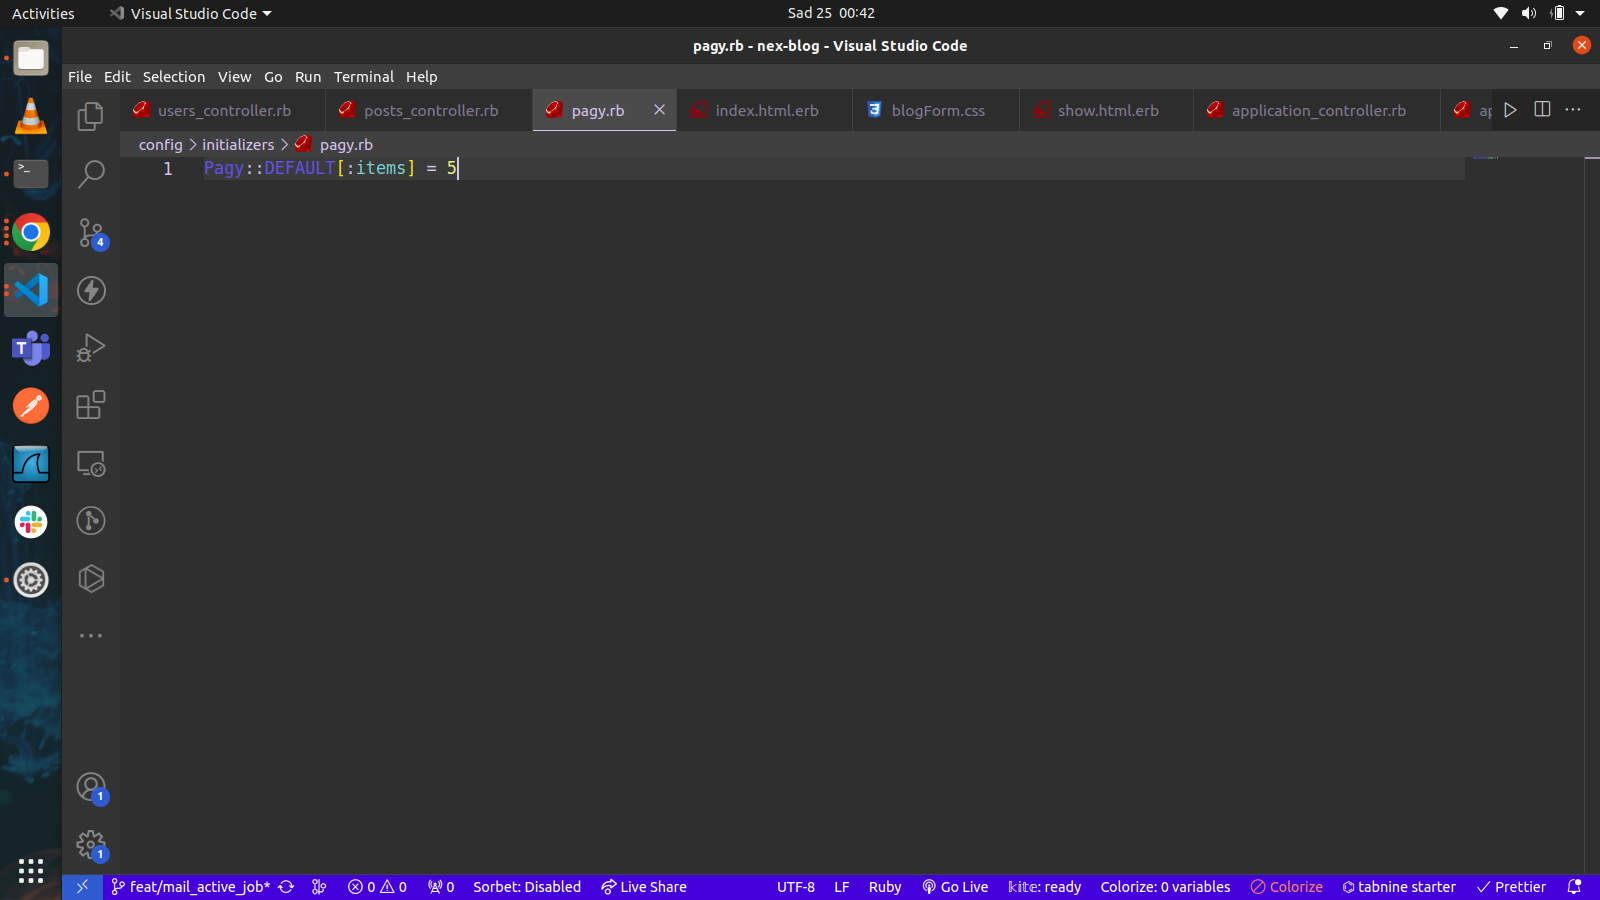 Activities
Visual Studio Code
Sad 25 00:42
pagy.rb - nex-blog - Visual Studio Code
File Edit Selection View Go Run Terminal Help
users_controller.rb
posts_controller.rb
pagy.rb
index.html.erb
blogForm.css
show.html.erb
application_controller.rb
ap
config > initializers > pagy.rb
1 Pagy::DEFAULT[:items] = 5
4
1
1
feat/mail_active_job* 0 0 0 Sorbet: Disabled Live Share UTF-8 LF Ruby Go Live kite: ready Colorize: 0 variables Colorize tabnine starter Prettier